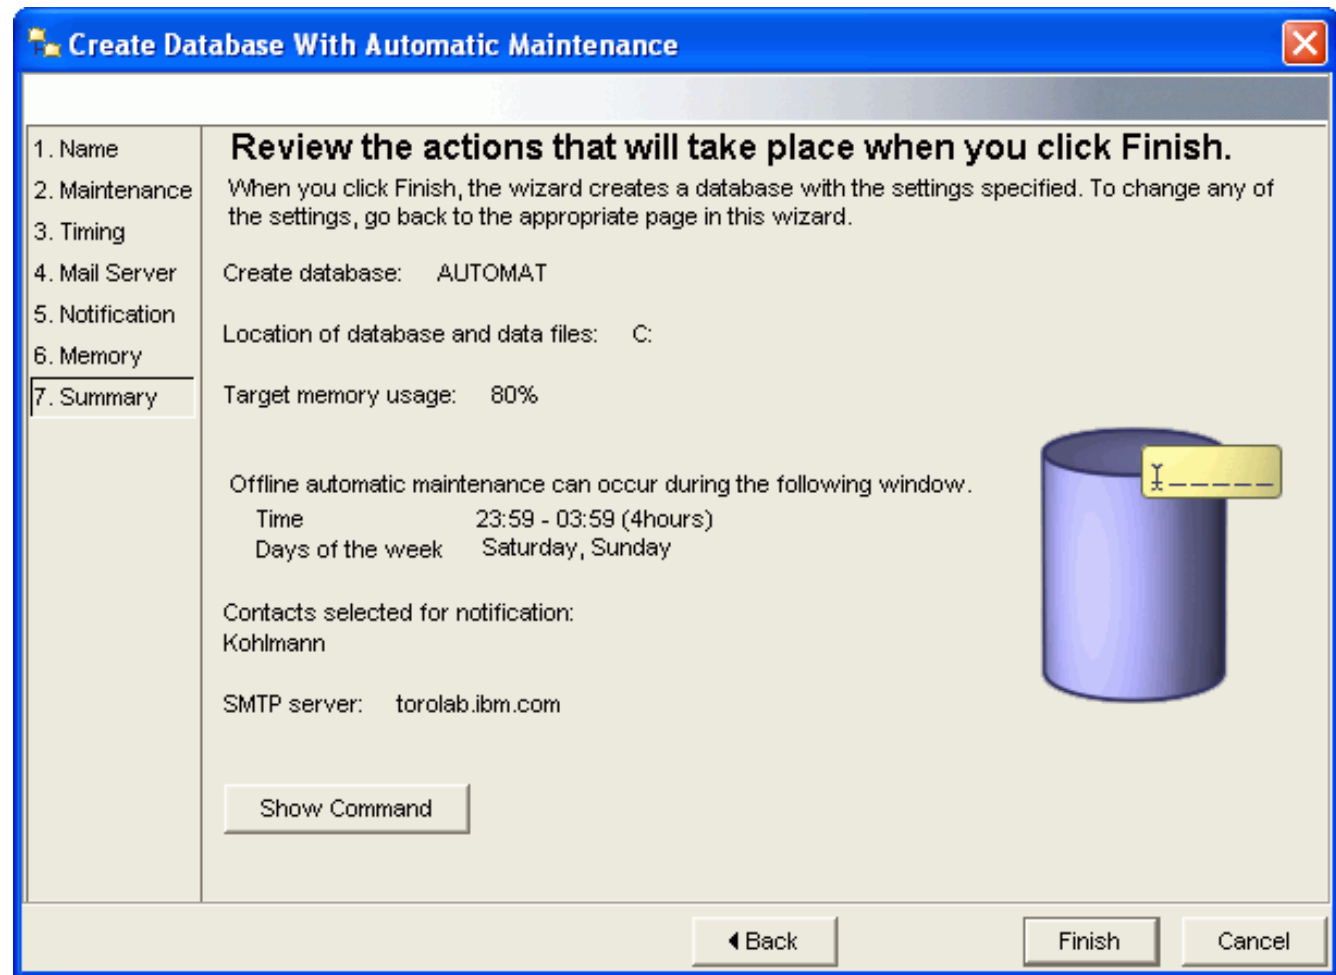 Create Database With Automatic Maintenance
1. Name
2. Maintenance
3. Timing
4. Mail Server
5. Notification
6. Memory
7. Summary
Review the actions that will take place when you click Finish.
When you click Finish, the wizard creates a database with the settings specified. To change any of
the settings, go back to the appropriate page in this wizard.
Create database: AUTOMAT
Location of database and data files: C:
Target memory usage: 80%
Offline automatic maintenance can occur during the following window.
Time 23:59 - 03:59 (4hours)
Days of the week Saturday, Sunday
Contacts selected for notification:
Kohlmann
SMTP server: torolab.ibm.com
Show Command
Back
Finish
Cancel